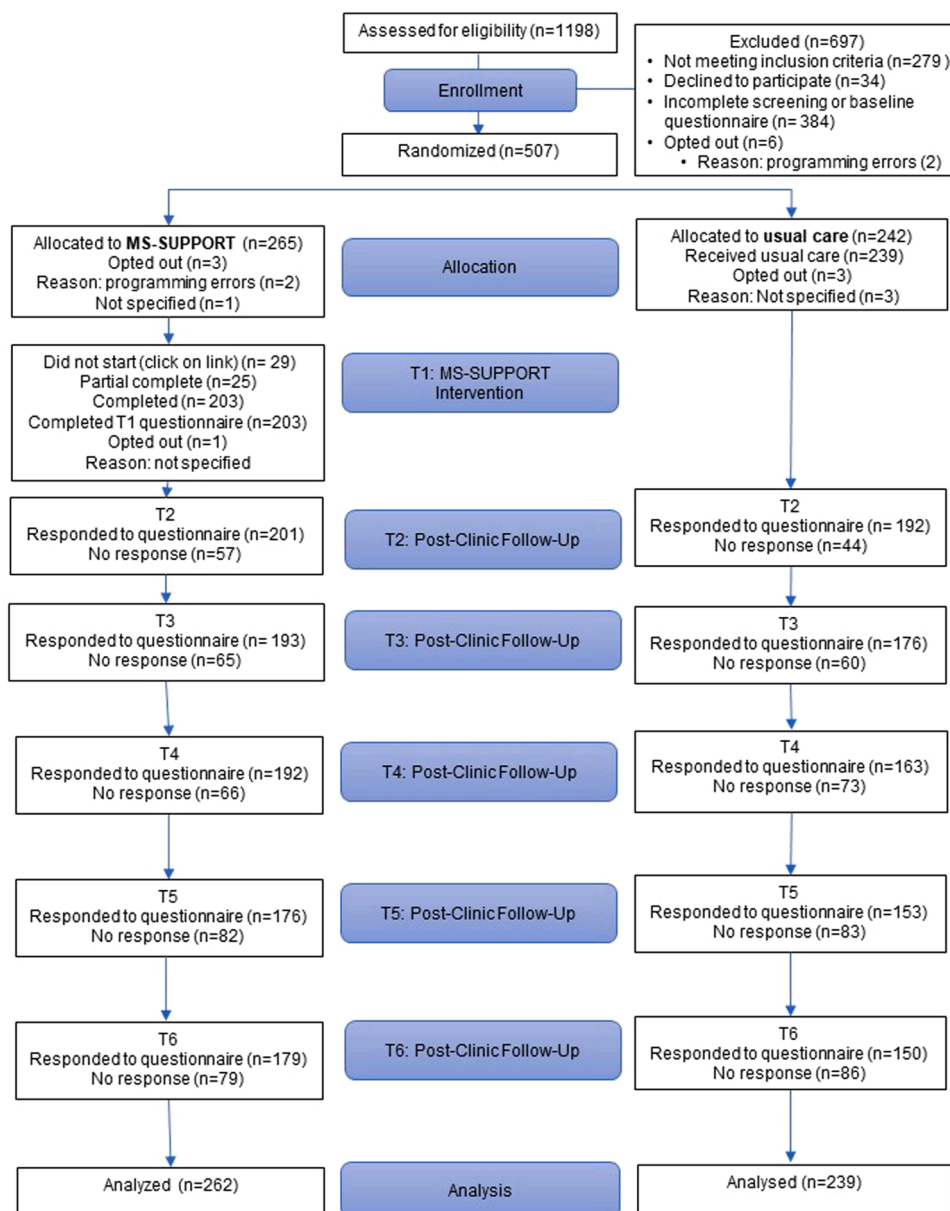 Assessed for eligibility (n=1198)
Excluded (n=697)
• Not meeting inclusion criteria (n=279)
• Declined to participate (n=34)
• Incomplete screening or baseline
questionnaire (n= 384)
• Opted out (n=6)
• Reason: programming errors (2)
Enrollment
Randomized (n=507)
Allocated to MS-SUPPORT (n=265)
Opted out (n=3)
Reason: programming errors (n=2)
Not specified (n=1)
Allocation
Allocated to usual care (n=242)
Received usual care (n=239)
Opted out (n=3)
Reason: Not specified (n=3)
Did not start (click on link) (n= 29)
Partial complete (n=25)
Completed (n= 203)
Completed T1 questionnaire (n=203)
Opted out (n=1)
Reason: not specified
T1: MS-SUPPORT
Intervention
T2
Responded to questionnaire (n=201)
No response (n=57)
T2: Post-Clinic Follow-Up
T2
Responded to questionnaire (n= 192)
No response (n=44)
T3
Responded to questionnaire (n= 193)
No response (n=65)
T3: Post-Clinic Follow-Up
T3
Responded to questionnaire (n=176)
No response (n=60)
T4
Responded to questionnaire (n=192)
No response (n=66)
T4: Post-Clinic Follow-Up
T4
Responded to questionnaire (n=163)
No response (n=73)
T5
Responded to questionnaire (n=176)
No response (n=82)
T5: Post-Clinic Follow-Up
T5
Responded to questionnaire (n=153)
No response (n=83)
T6
Responded to questionnaire (n=179)
No response (n=79)
T6: Post-Clinic Follow-Up
T6
Responded to questionnaire (n=150)
No response (n=86)
Analyzed (n=262)
Analysis
Analysed (n=239)